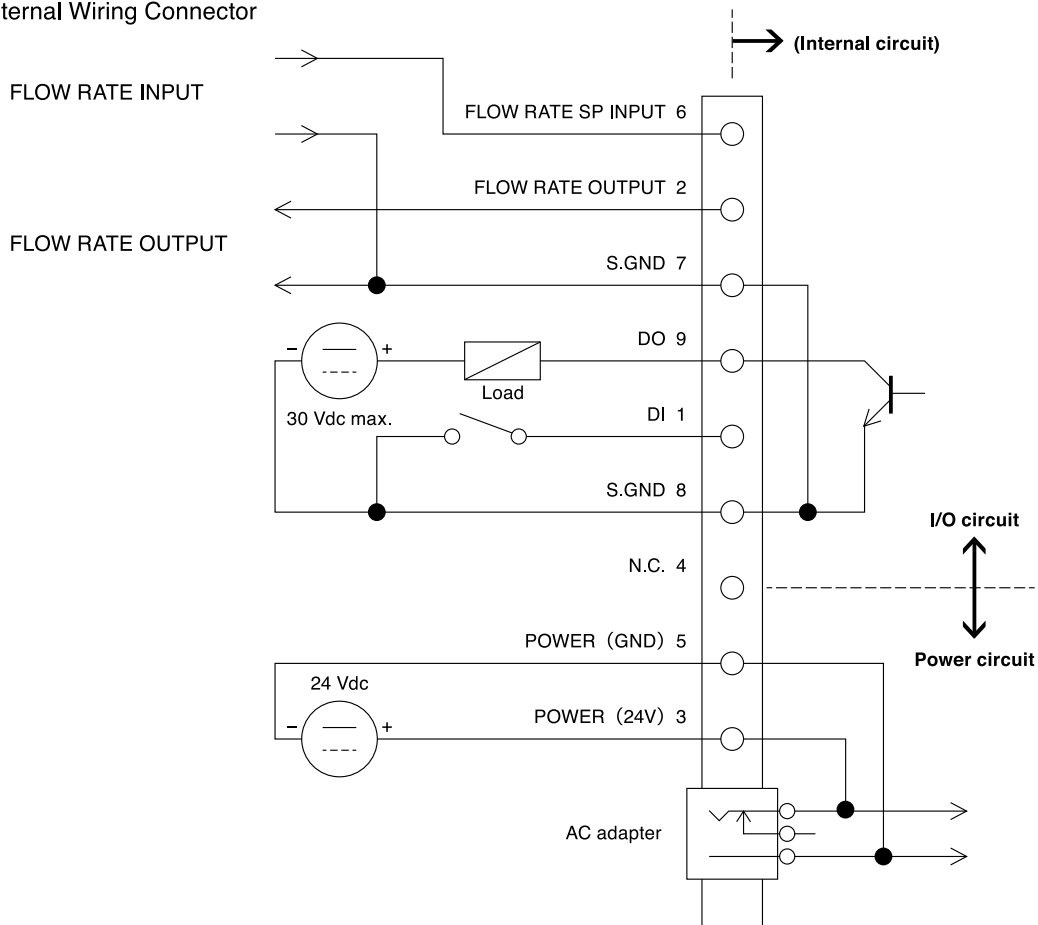 ternal Wiring Connector
(Internal circuit)
FLOW RATE INPUT
FLOW RATE SP INPUT 6
FLOW RATE OUTPUT 2
FLOW RATE OUTPUT
S.GND 7
DO 9
− +
Load
30 Vdc max.
DI 1
S.GND 8
I/O circuit
N.C. 4
POWER (GND) 5
Power circuit
24 Vdc
POWER (24V) 3
− +
AC adapter